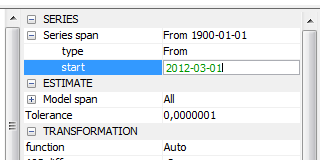 SERIES
Series span From 1900-01-01
type From
start 2012-03-01
ESTIMATE
Model span All
Tolerance 0,0000001
TRANSFORMATION
function Auto